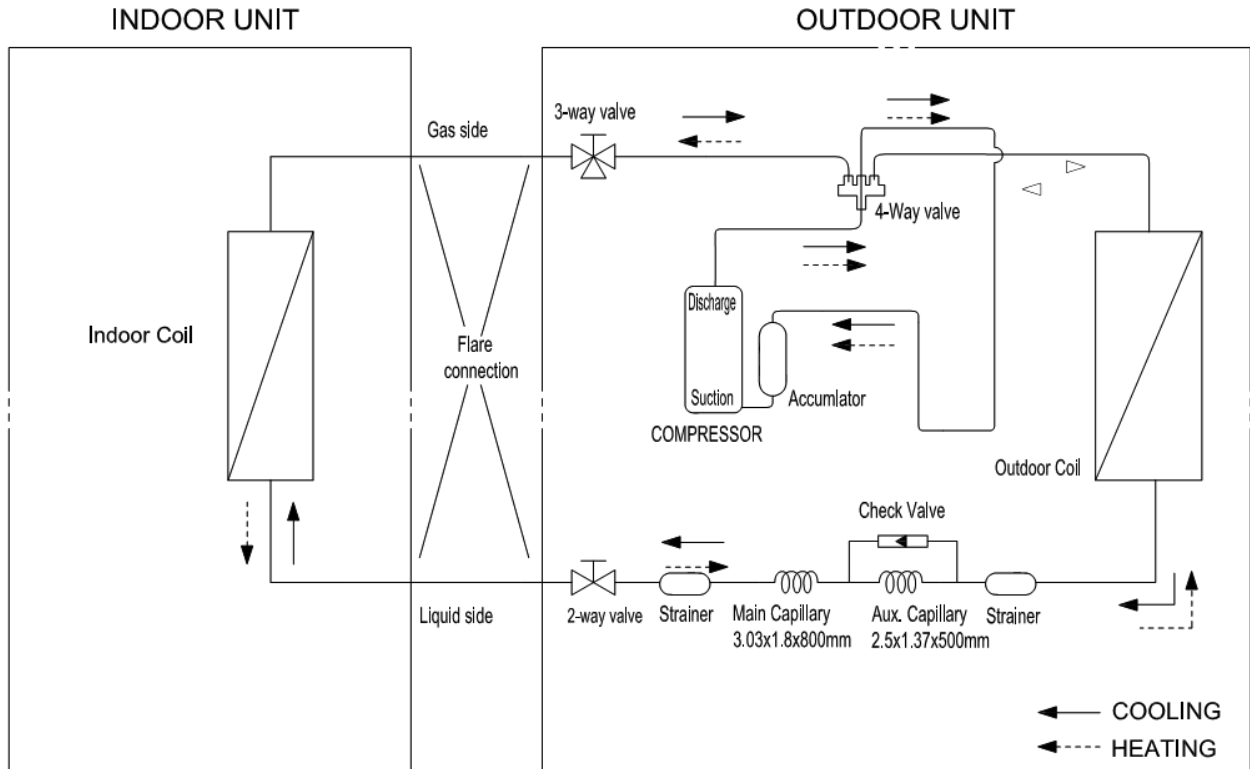 INDOOR UNIT
OUTDOOR UNIT
3-way valve
Gas side
4-Way valve
Discharge
Indoor Coil
Flare
connection
Suction
Accumlator
COMPRESSOR
Outdoor Coil
Check Valve
Liquid side
2-way valve
Strainer
Main Capillary
3.03x1.8x800mm
Aux. Capillary
2.5x1.37x500mm
Strainer
COOLING
HEATING